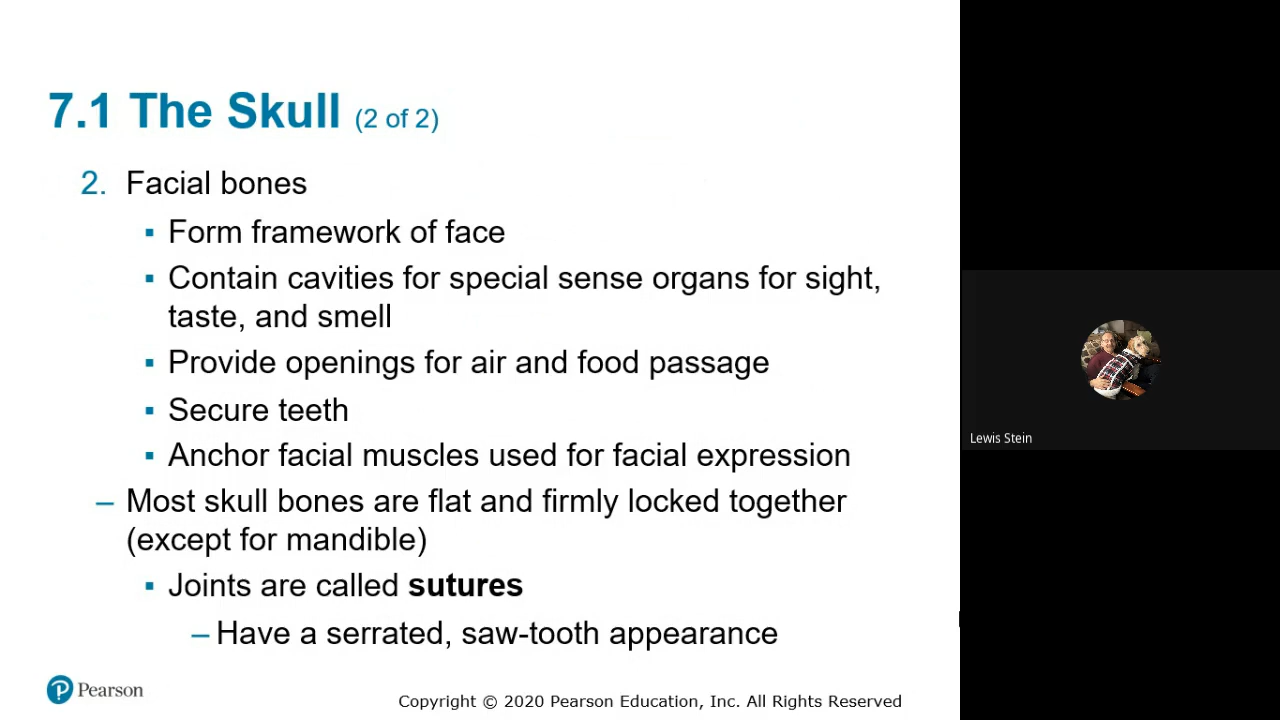 7.1 The Skull (2 of 2)
2. Facial bones
▪ Form framework of face
▪ Contain cavities for special sense organs for sight,
taste, and smell
▪ Provide openings for air and food passage
▪ Secure teeth
▪ Anchor facial muscles used for facial expression
– Most skull bones are flat and firmly locked together
(except for mandible)
▪ Joints are called sutures
– Have a serrated, saw-tooth appearance
Pearson
Copyright © 2020 Pearson Education, Inc. All Rights Reserved
Lewis Stein